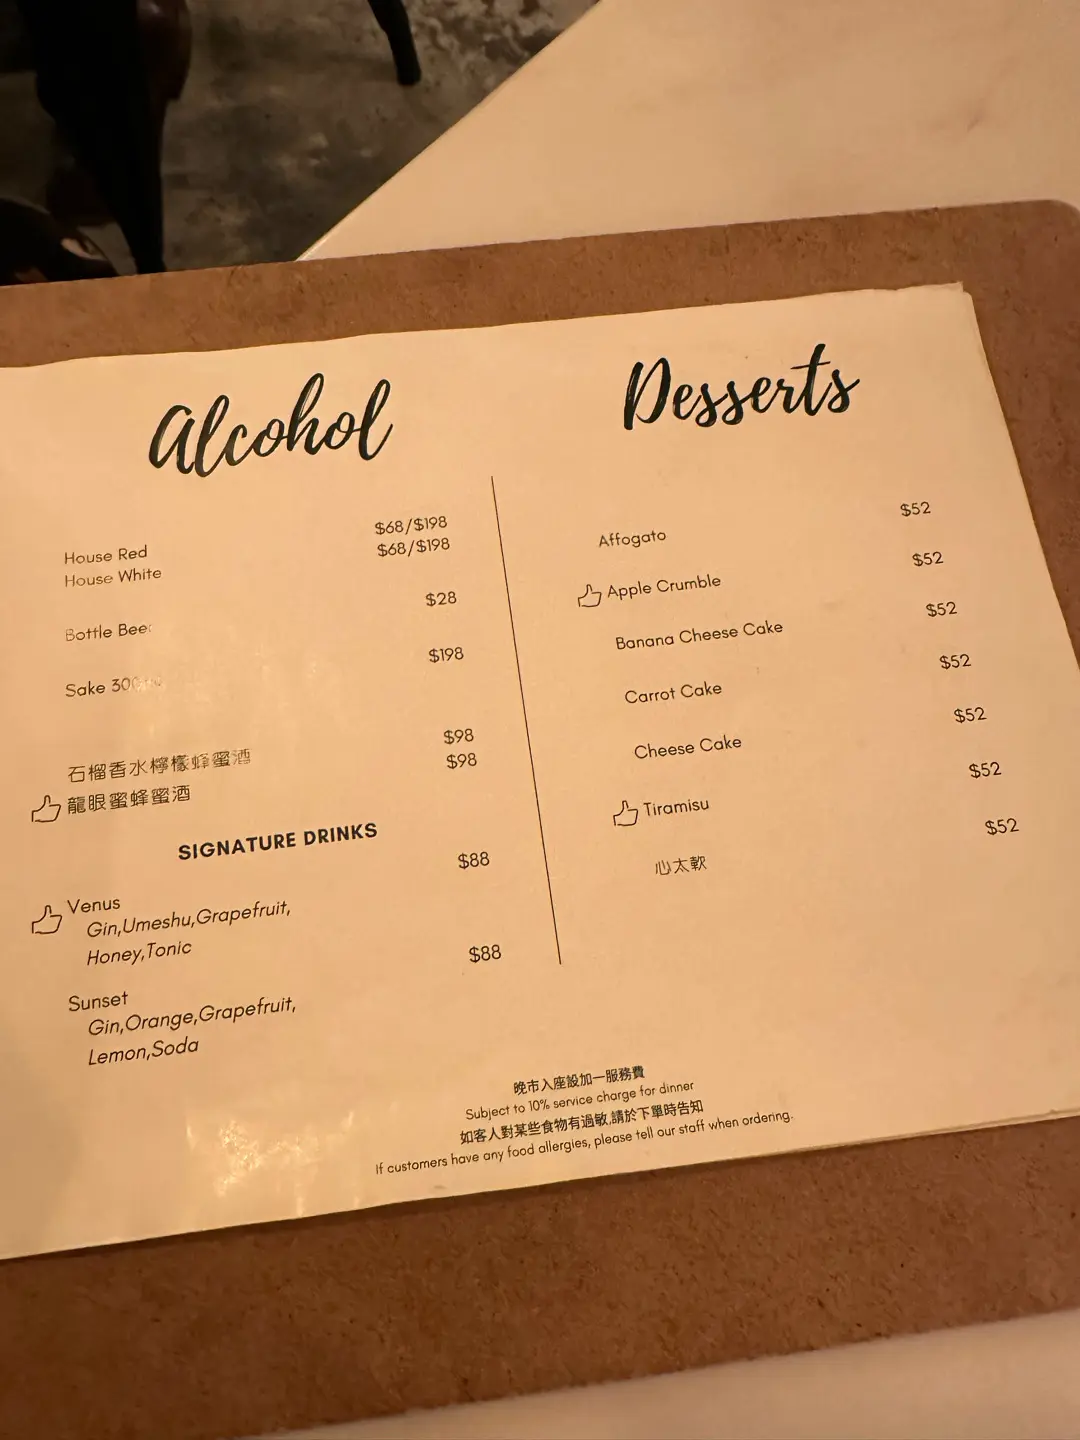 Alcohol
House Red $68/$198
House White $68/$198
Bottle Beer $28
Sake $198
石榴香水檸檬蜂蜜酒 $98
龍眼蜜蜂蜜酒 $98
SIGNATURE DRINKS
Venus $88
Gin,Umeshu,Grapefruit,
Honey,Tonic
Sunset $88
Gin,Orange,Grapefruit,
Lemon,Soda
Desserts
Affogato $52
Apple Crumble $52
Banana Cheese Cake $52
Carrot Cake $52
Cheese Cake $52
Tiramisu $52
心太軟 $52
晚市入座設加一服務費
Subject to 10% service charge for dinner
如客人對某些食物有過敏,請於下單時告知
If customers have any food allergies, please tell our staff when ordering.